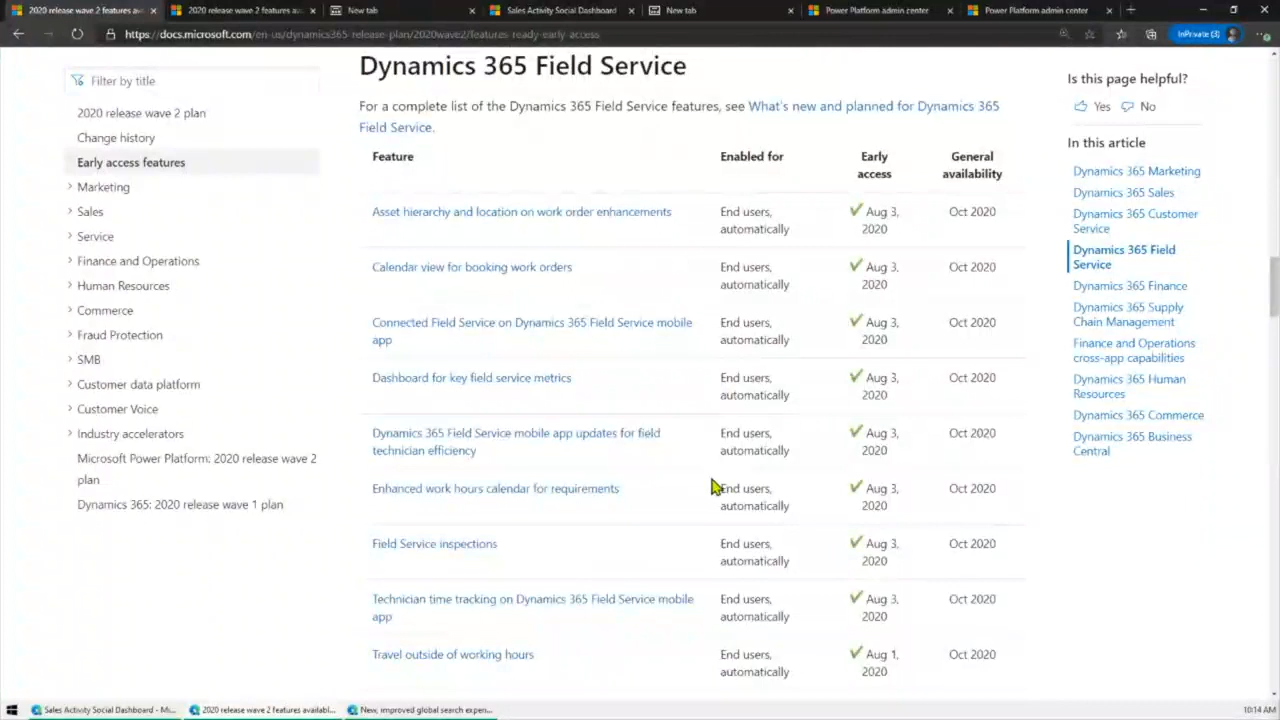 2020 release wave 2 features av
2020 release wave 2 features ava
New tab
Sales Activity Social Dashboard
New tab
Power Platform admin center
Power Platform admin center
https://docs.microsoft.com/en-us/dynamics365-release-plan/2020wave2/features-ready-early-access
InPrivate (3)
Filter by title
2020 release wave 2 plan
Change history
Early access features
Marketing
Sales
Service
Finance and Operations
Human Resources
Commerce
Fraud Protection
SMB
Customer data platform
Customer Voice
Industry accelerators
Microsoft Power Platform: 2020 release wave 2
plan
Dynamics 365: 2020 release wave 1 plan
Dynamics 365 Field Service
For a complete list of the Dynamics 365 Field Service features, see What's new and planned for Dynamics 365
Field Service.
Feature Enabled for Early access General availability
Asset hierarchy and location on work order enhancements End users, automatically Aug 3, 2020 Oct 2020
Calendar view for booking work orders End users, automatically Aug 3, 2020 Oct 2020
Connected Field Service on Dynamics 365 Field Service mobile app End users, automatically Aug 3, 2020 Oct 2020
Dashboard for key field service metrics End users, automatically Aug 3, 2020 Oct 2020
Dynamics 365 Field Service mobile app updates for field technician efficiency End users, automatically Aug 3, 2020 Oct 2020
Enhanced work hours calendar for requirements End users, automatically Aug 3, 2020 Oct 2020
Field Service inspections End users, automatically Aug 3, 2020 Oct 2020
Technician time tracking on Dynamics 365 Field Service mobile app End users, automatically Aug 3, 2020 Oct 2020
Travel outside of working hours End users, automatically Aug 1, 2020 Oct 2020
Is this page helpful?
Yes No
In this article
Dynamics 365 Marketing
Dynamics 365 Sales
Dynamics 365 Customer
Service
Dynamics 365 Field
Service
Dynamics 365 Finance
Dynamics 365 Supply
Chain Management
Finance and Operations
cross-app capabilities
Dynamics 365 Human
Resources
Dynamics 365 Commerce
Dynamics 365 Business
Central
Sales Activity Social Dashboard - Mi...
2020 release wave 2 features availabl...
New, improved global search experi...
10:14 AM